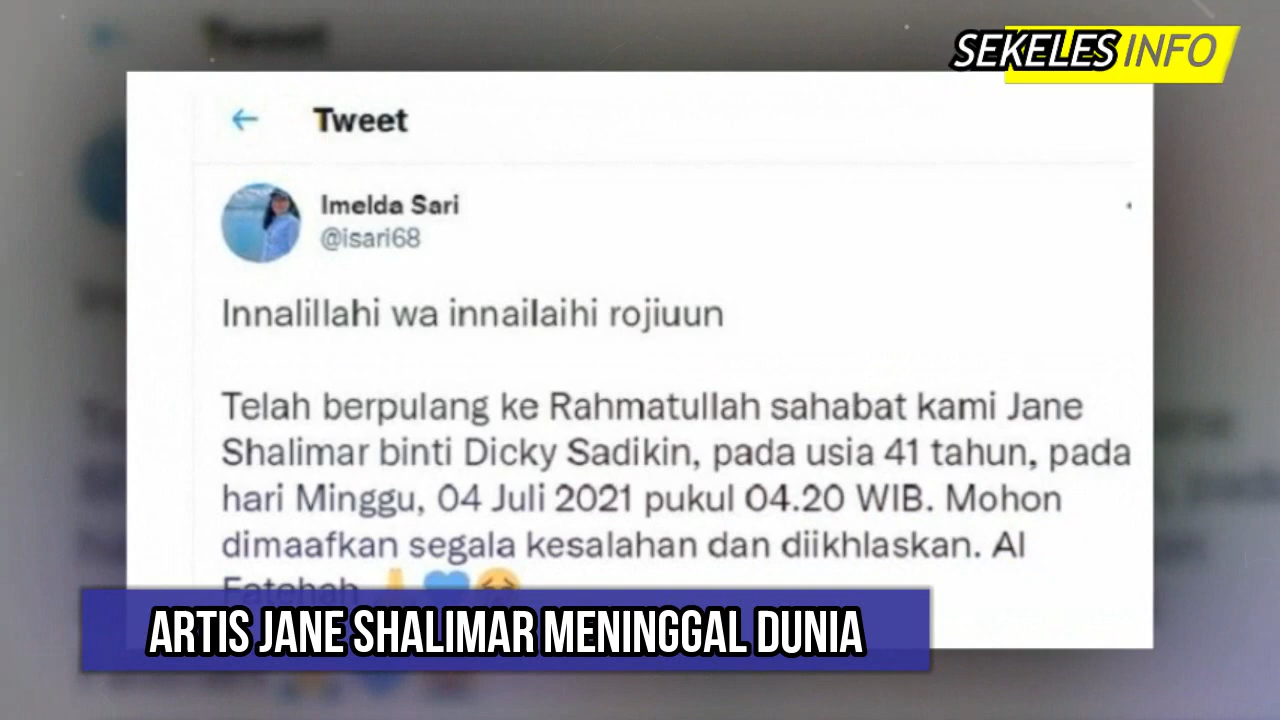 SEKELES INFO
Tweet
Imelda Sari
@isari68
Innalillahi wa innailaihi rojiuun
Telah berpulang ke Rahmatullah sahabat kami Jane
Shalimar binti Dicky Sadikin, pada usia 41 tahun, pada
hari Minggu, 04 Juli 2021 pukul 04.20 WIB. Mohon
dimaafkan segala kesalahan dan diikhlaskan. Al
Fatehah 🙏💙😢
ARTIS JANE SHALIMAR MENINGGAL DUNIA